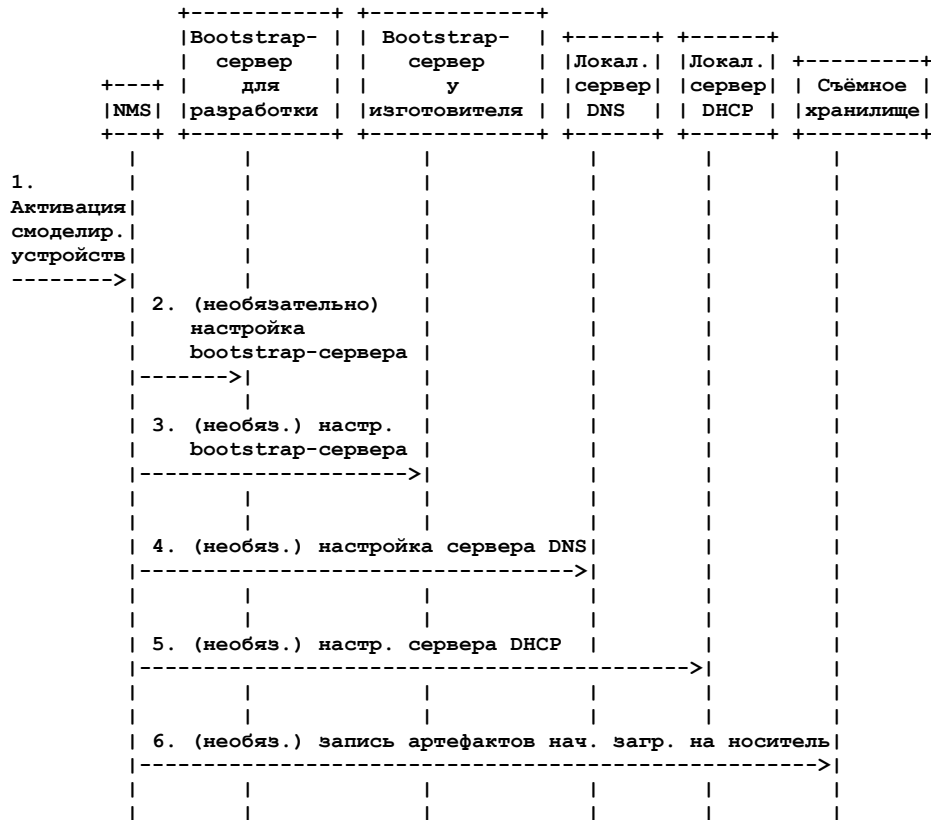 Bootstrap- Bootstrap-
сервер сервер Локал. Локал.
для у сервер сервер Съёмное
NMS разработки изготовителя DNS DHCP хранилище
1.
Активация
смоделир.
устройств
2. (необязательно)
настройка
bootstrap-сервера
3. (необяз.) настр.
bootstrap-сервера
4. (необяз.) настройка сервера DNS
5. (необяз.) настр. сервера DHCP
6. (необяз.) запись артефактов нач. загр. на носитель